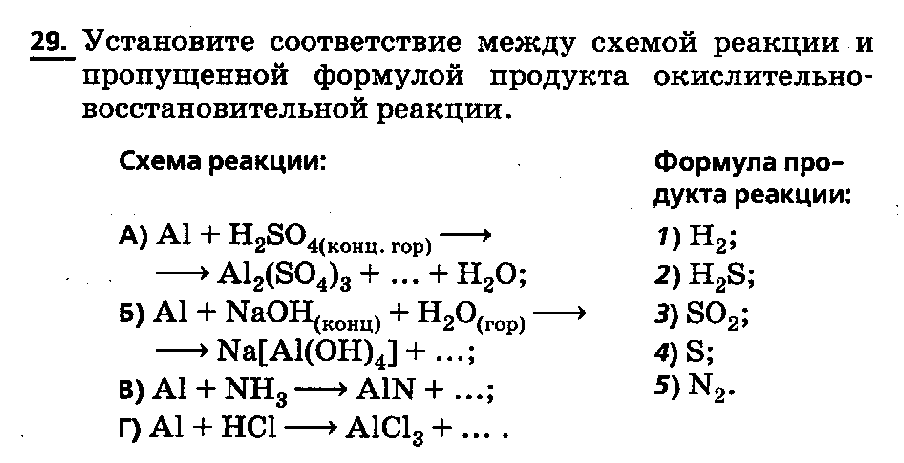 29. Установите соответствие между схемой реакции и
пропущенной формулой продукта окислительно-
восстановительной реакции.
Схема реакции:
А) Al + H₂SO₄(конц. гор) ⟶
⟶ Al₂(SO₄)₃ + ... + H₂O;
Б) Al + NaOH(конц) + H₂O(гор) ⟶
⟶ Na[Al(OH)₄] + ...;
В) Al + NH₃ ⟶ AlN + ...;
Г) Al + HCl ⟶ AlCl₃ + ... .
Формула про-
дукта реакции:
1) H₂;
2) H₂S;
3) SO₂;
4) S;
5) N₂.